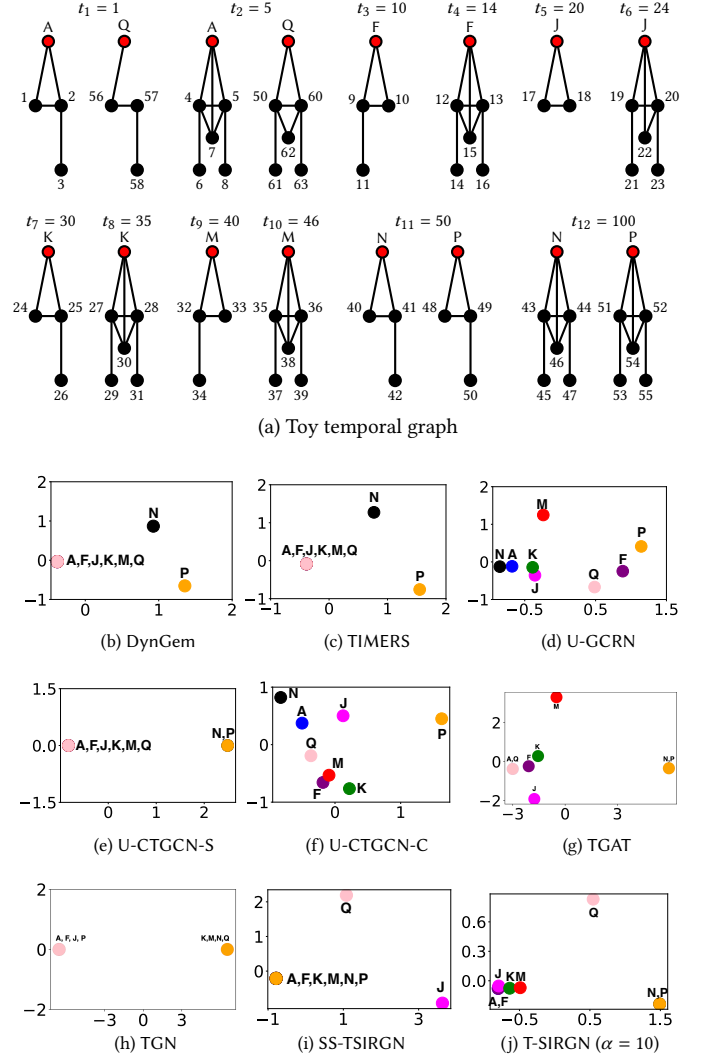 t₁ = 1 t₂ = 5 t₃ = 10 t₄ = 14 t₅ = 20 t₆ = 24
A Q A Q F F J J
1 2 56 57 4 5 50 60 9 10 12 13 17 18 19 20
7 62 15 22
3 58 6 8 61 63 11 14 16 21 23
t₇ = 30 t₈ = 35 t₉ = 40 t₁₀ = 46 t₁₁ = 50 t₁₂ = 100
K K M M N P N P
24 25 27 28 32 33 35 36 40 41 48 49 43 44 51 52
30 38 46 54
26 29 31 34 37 39 42 50 45 47 53 55
(a) Toy temporal graph
2 1 0 −1
N
A,F,J,K,M,Q
P
0 1 2
(b) DynGem
2 1 0 −1
N
A,F,J,K,M,Q
P
−1 0 1 2
(c) TIMERS
2 1 0 −1
M
P
N A K F
J Q
−0.5 0.5 1.5
(d) U-GCRN
1.5 0.0 −1.5
N,P
A,F,J,K,M,Q
0 1 2
(e) U-CTGCN-S
1 0 −1
N
A J
P
Q
M
F K
0 1
(f) U-CTGCN-C
2 0 −2
M
K
A,Q F N,P
J
−3 0 3
(g) TGAT
2 0 −2
A, F, J, P K,M,N,Q
−3 0 3 6
(h) TGN
2 1 0
Q
A,F,K,M,N,P
J
−1 1 3
(i) SS-TSIRGN
0.6 0.3 0.0
Q
J KM
N,P
A,F
−0.5 0.5 1.5
(j) T-SIRGN (α = 10)